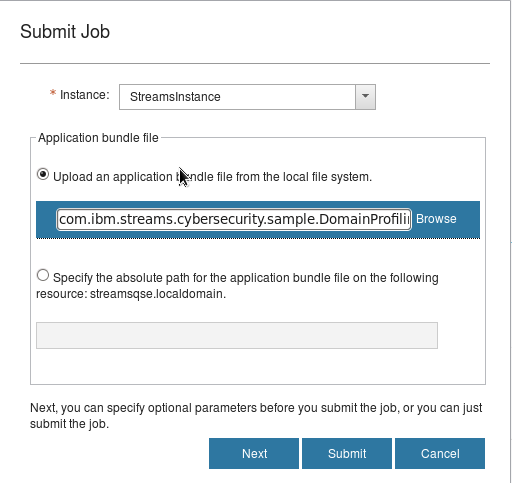 Submit Job
* Instance: StreamsInstance
Application bundle file
Upload an application bundle file from the local file system.
com.ibm.streams.cybersecurity.sample.DomainProfili Browse
Specify the absolute path for the application bundle file on the following
resource: streamsqse.localdomain.
Next, you can specify optional parameters before you submit the job, or you can just
submit the job.
Next Submit Cancel